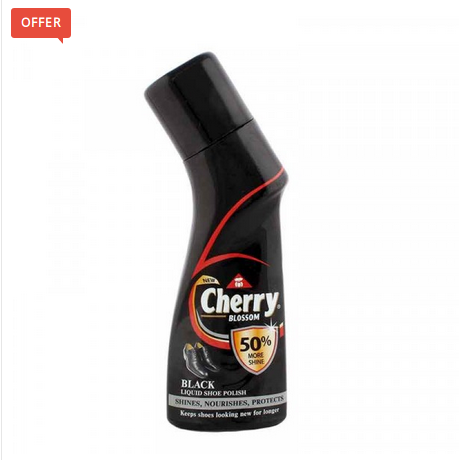 OFFER
NEW
Cherry
BLOSSOM
50%
MORE
SHINE
BLACK
LIQUID SHOE POLISH
SHINES, NOURISHES, PROTECTS
Keeps shoes looking new for longer